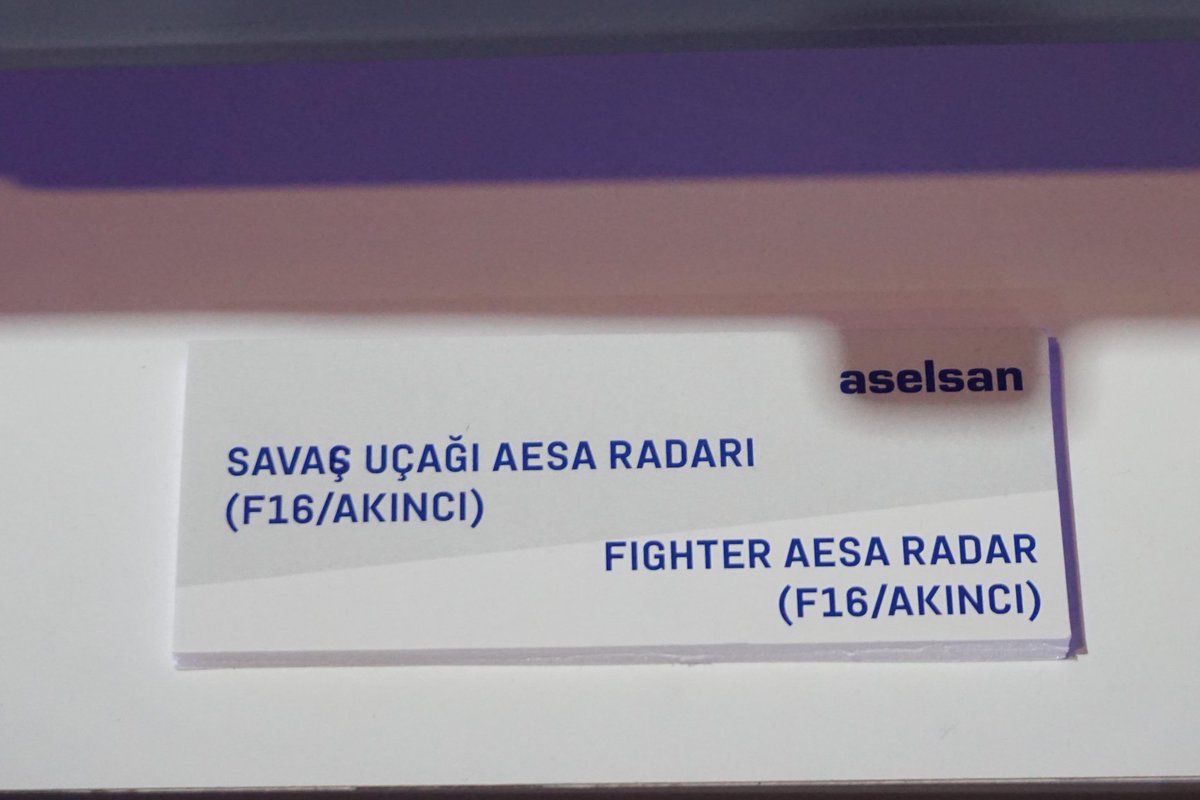 aselsan
SAVAŞ UÇAĞI AESA RADARI
(F16/AKINCI)
FIGHTER AESA RADAR
(F16/AKINCI)